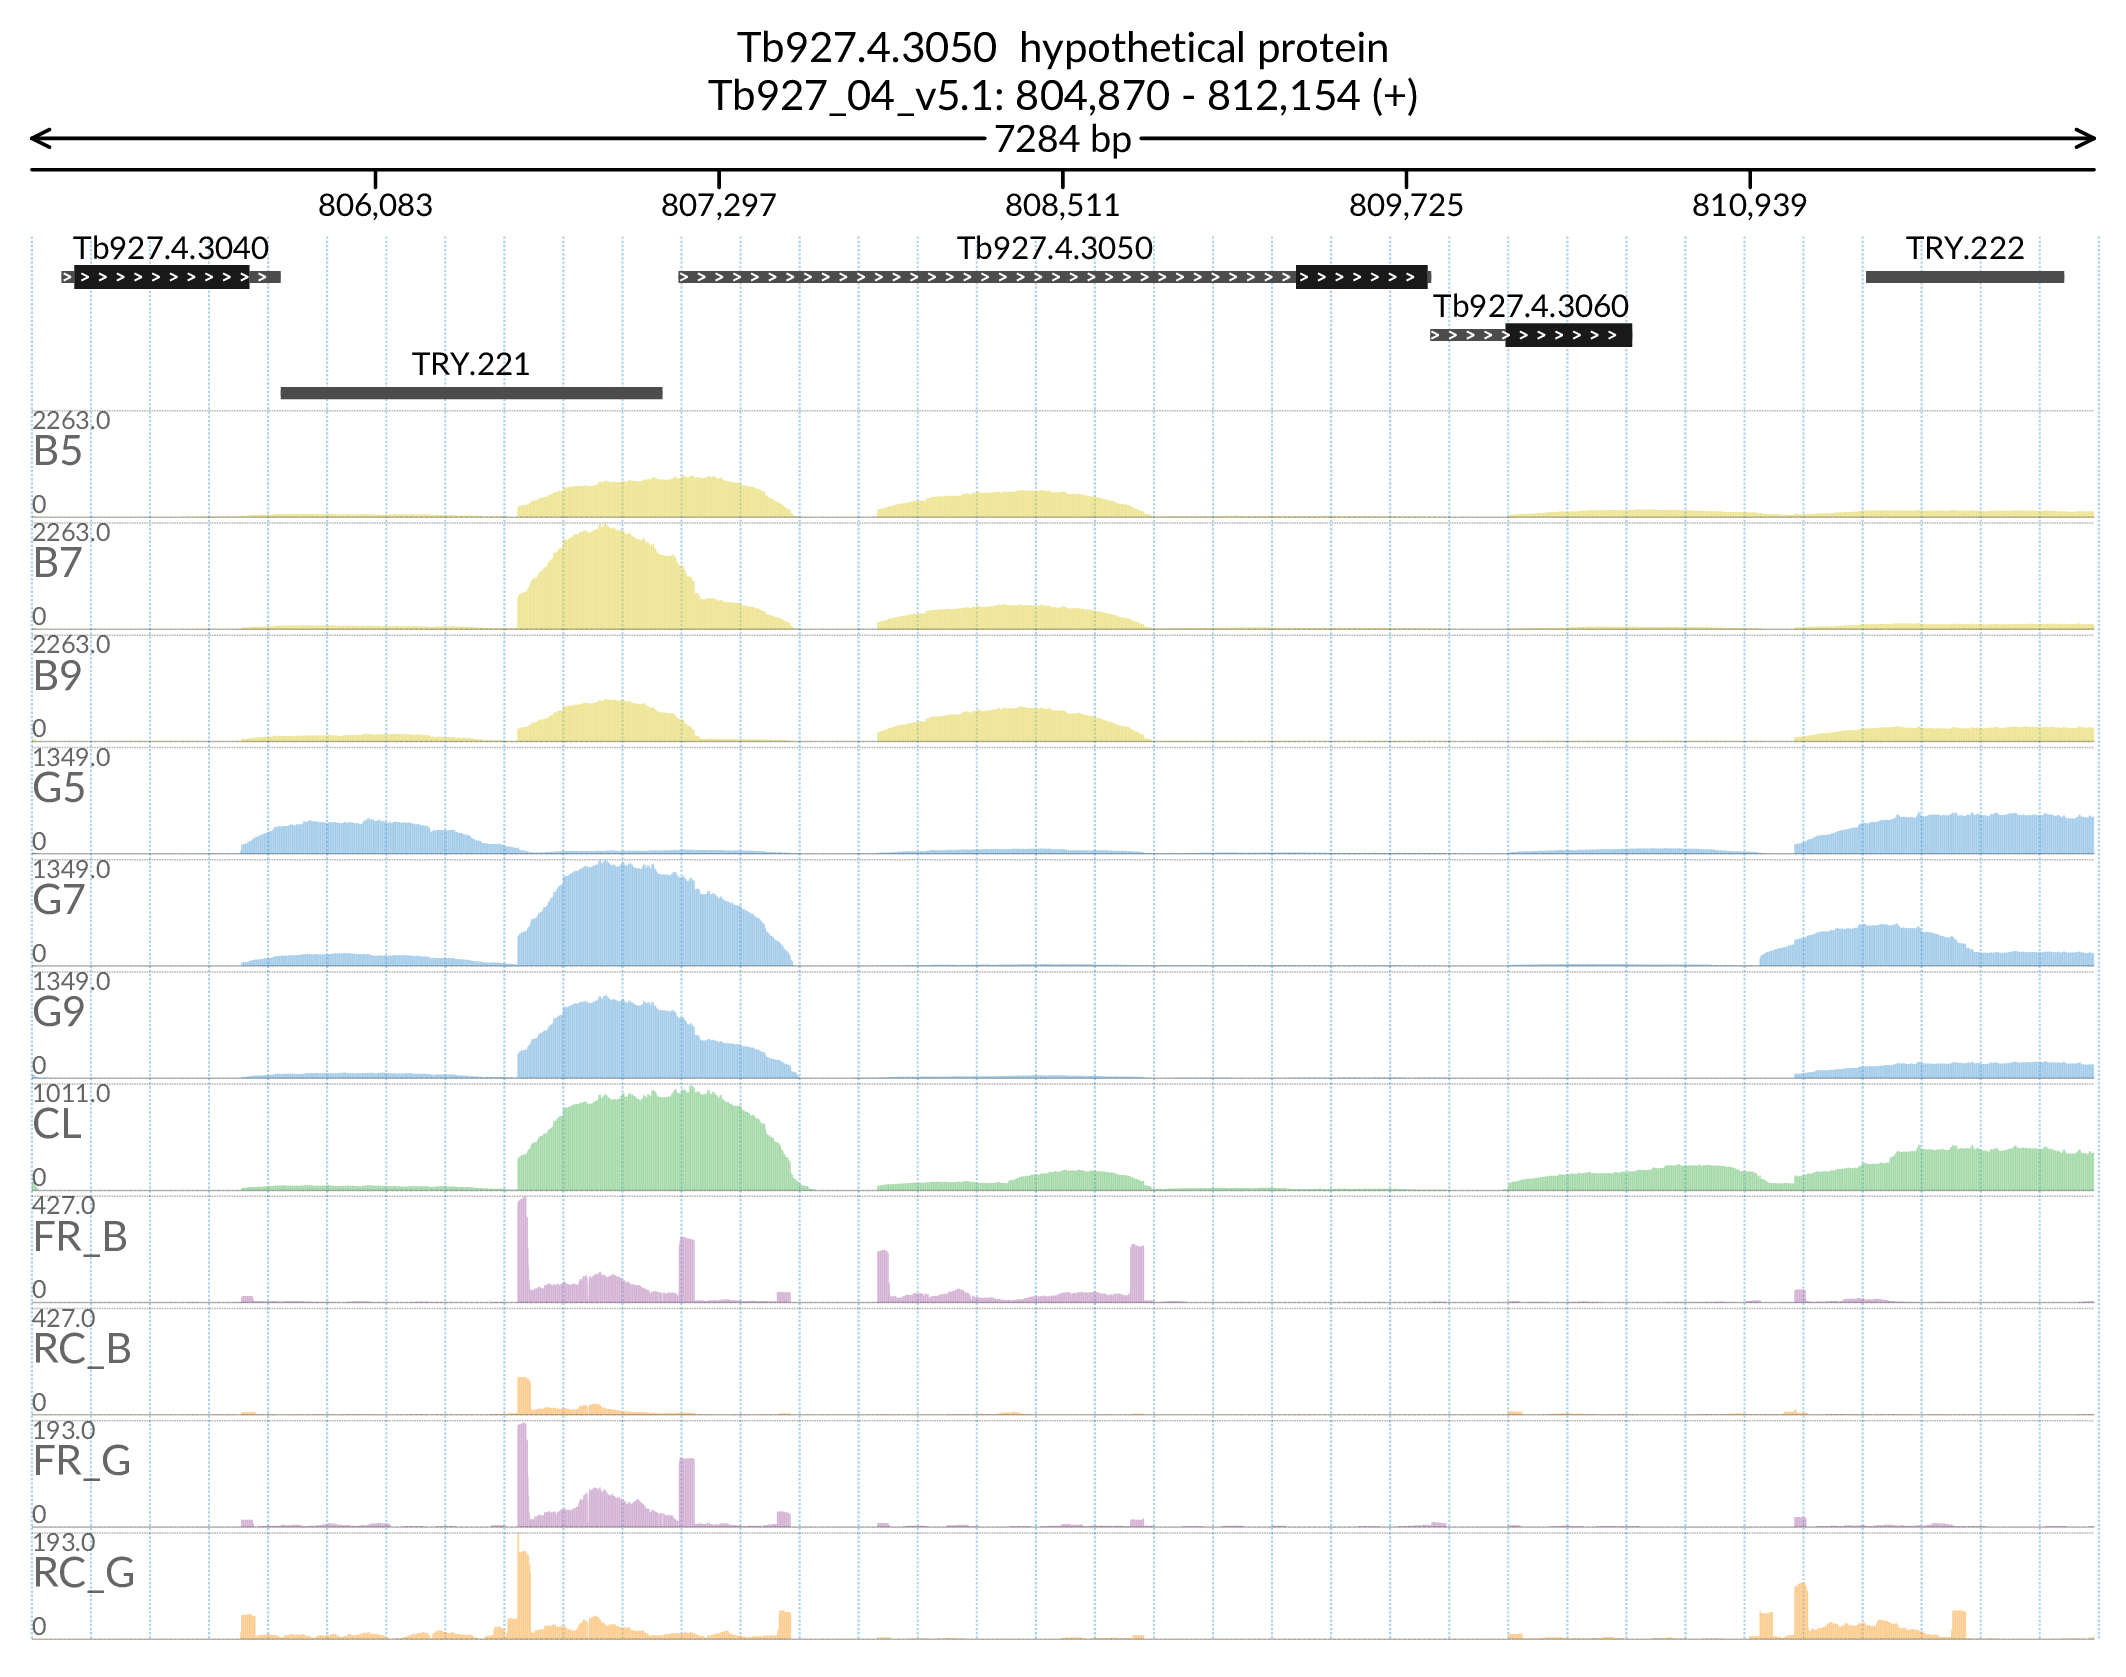 Tb927.4.3050  hypothetical protein
Tb927_04_v5.1: 804,870 - 812,154 (+)
7284 bp
806,083 807,297 808,511 809,725 810,939
Tb927.4.3040 Tb927.4.3050 TRY.222
Tb927.4.3060
TRY.221
2263.0
B5
0
2263.0
B7
0
2263.0
B9
0
1349.0
G5
0
1349.0
G7
0
1349.0
G9
0
1011.0
CL
0
427.0
FR_B
0
427.0
RC_B
0
193.0
FR_G
0
193.0
RC_G
0